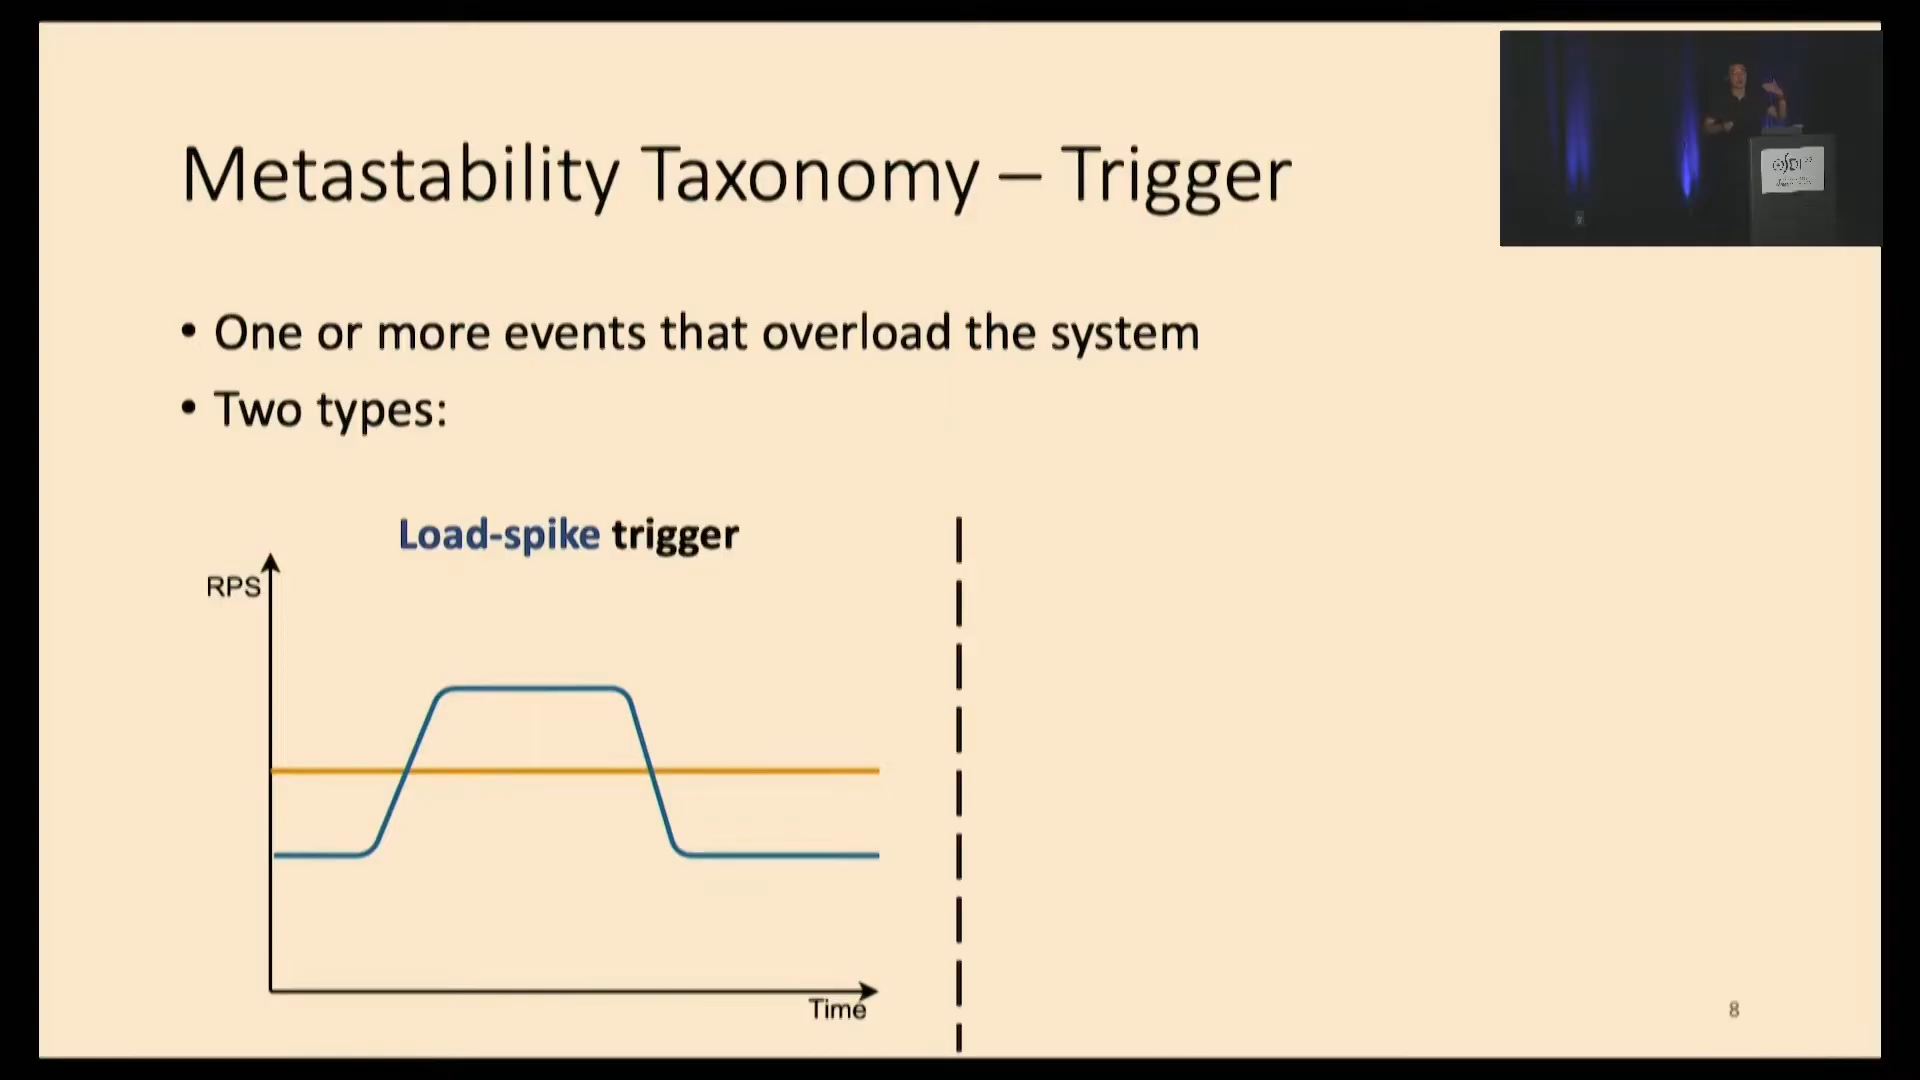 Metastability Taxonomy – Trigger
• One or more events that overload the system
• Two types:
Load-spike trigger
RPS
Time
8